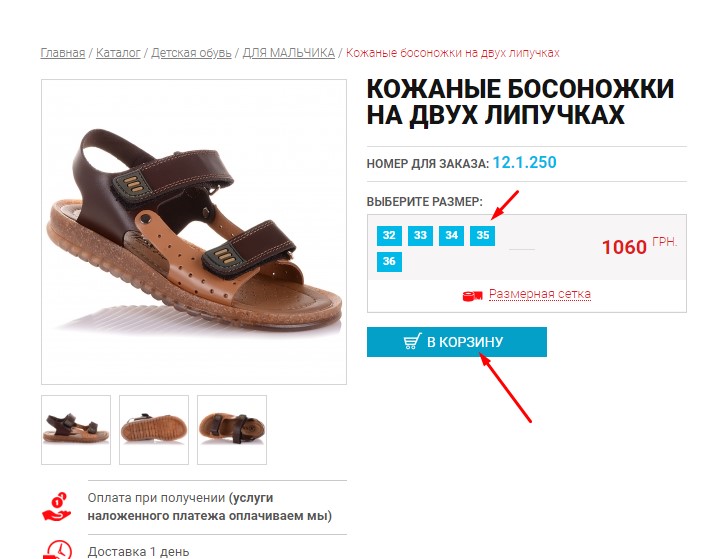 Главная / Каталог / Детская обувь / ДЛЯ МАЛЬЧИКА / Кожаные босоножки на двух липучках
КОЖАНЫЕ БОСОНОЖКИ
НА ДВУХ ЛИПУЧКАХ
НОМЕР ДЛЯ ЗАКАЗА: 12.1.250
ВЫБЕРИТЕ РАЗМЕР:
32 33 34 35
36
1060 ГРН.
Размерная сетка
В КОРЗИНУ
Оплата при получении (услуги
наложенного платежа оплачиваем мы)
Доставка 1 день